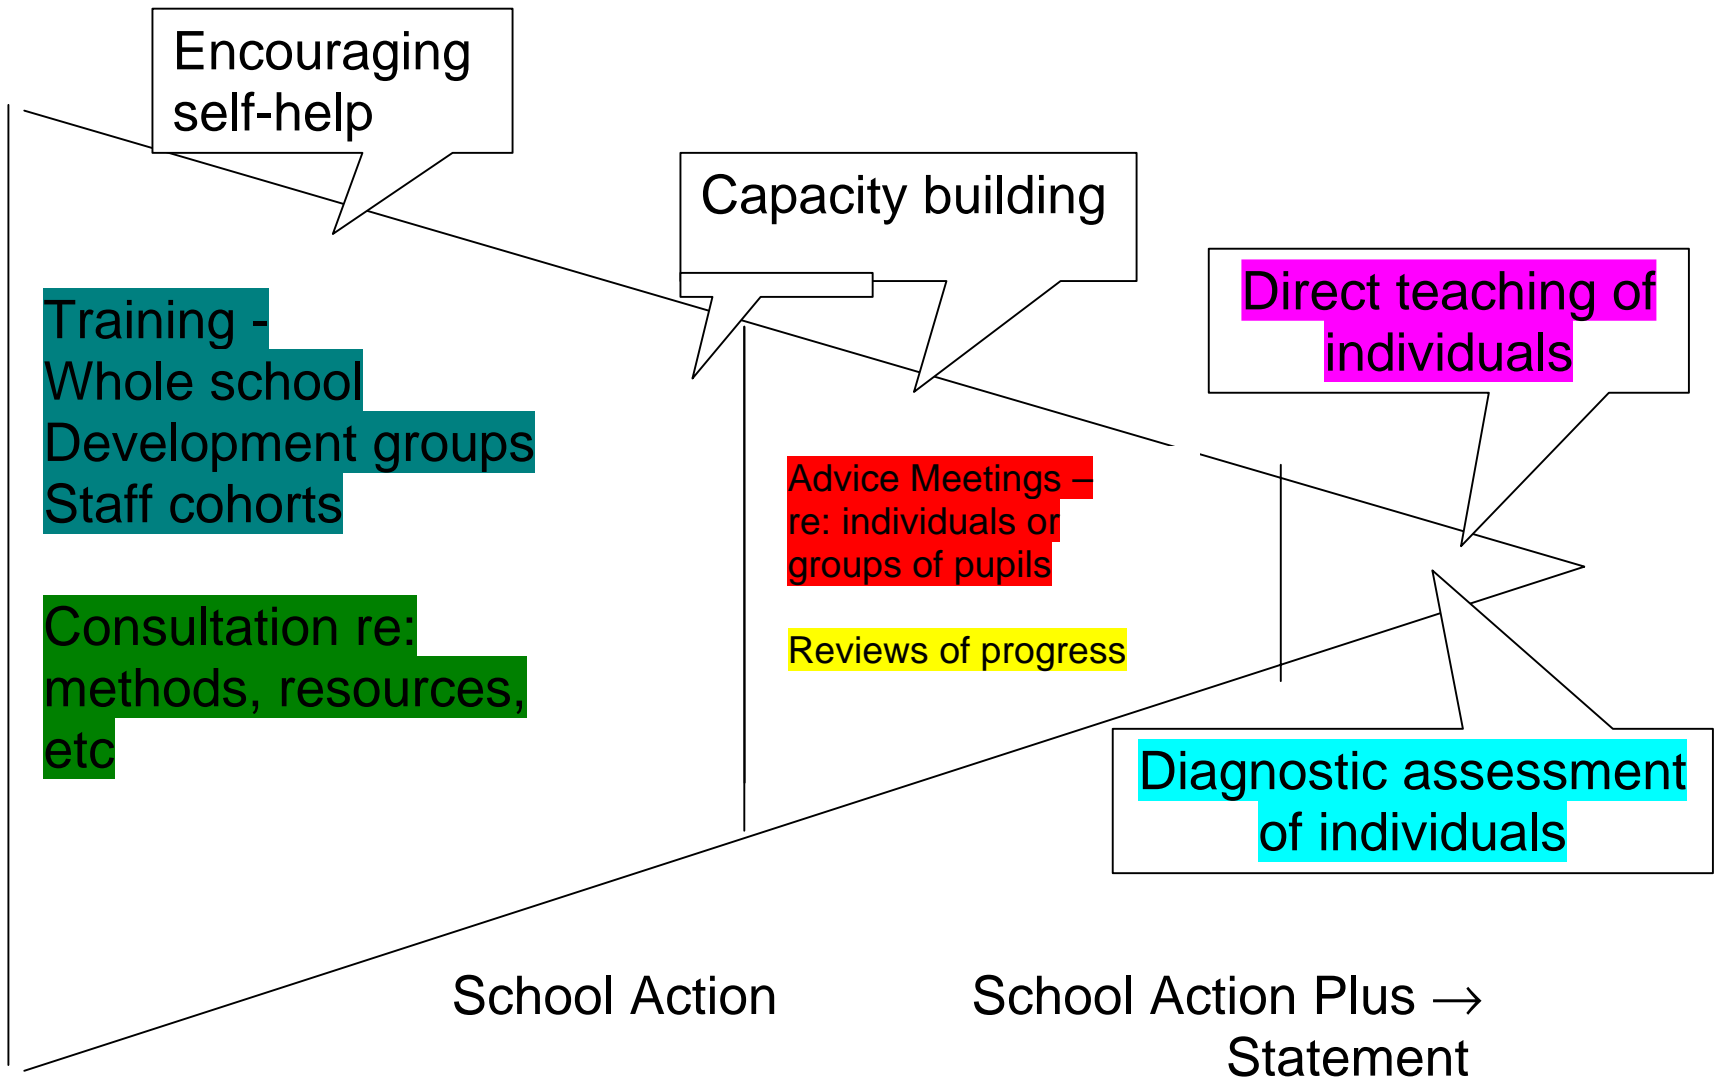 Encouraging
self-help
Capacity building
Direct teaching of
individuals
Training -
Whole school
Development groups
Staff cohorts
Consultation re:
methods, resources,
etc
Advice Meetings –
re: individuals or
groups of pupils
Reviews of progress
Diagnostic assessment
of individuals
School Action
School Action Plus →
Statement